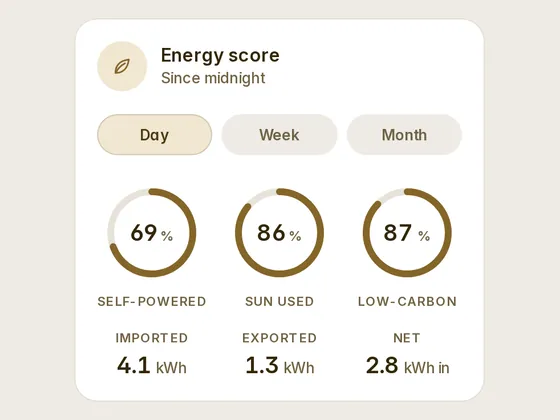 Energy score
Since midnight
Day Week Month
69 % 86 % 87 %
SELF-POWERED SUN USED LOW-CARBON
IMPORTED EXPORTED NET
4.1 kWh 1.3 kWh 2.8 kWh in